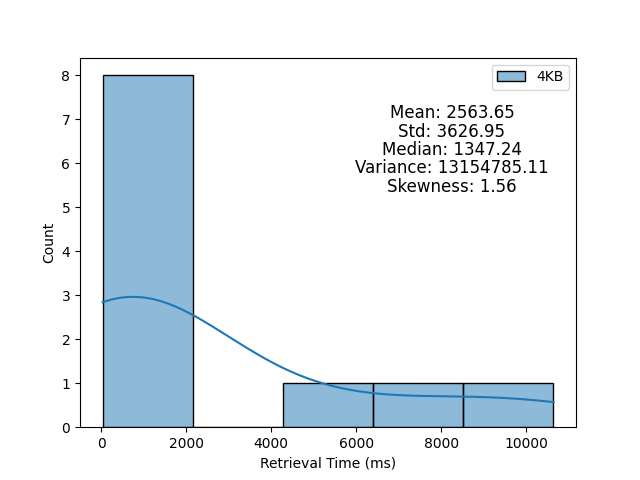 4KB
Mean: 2563.65
Std: 3626.95
Median: 1347.24
Variance: 13154785.11
Skewness: 1.56
Count
8
7
6
5
4
3
2
1
0
0 2000 4000 6000 8000 10000
Retrieval Time (ms)